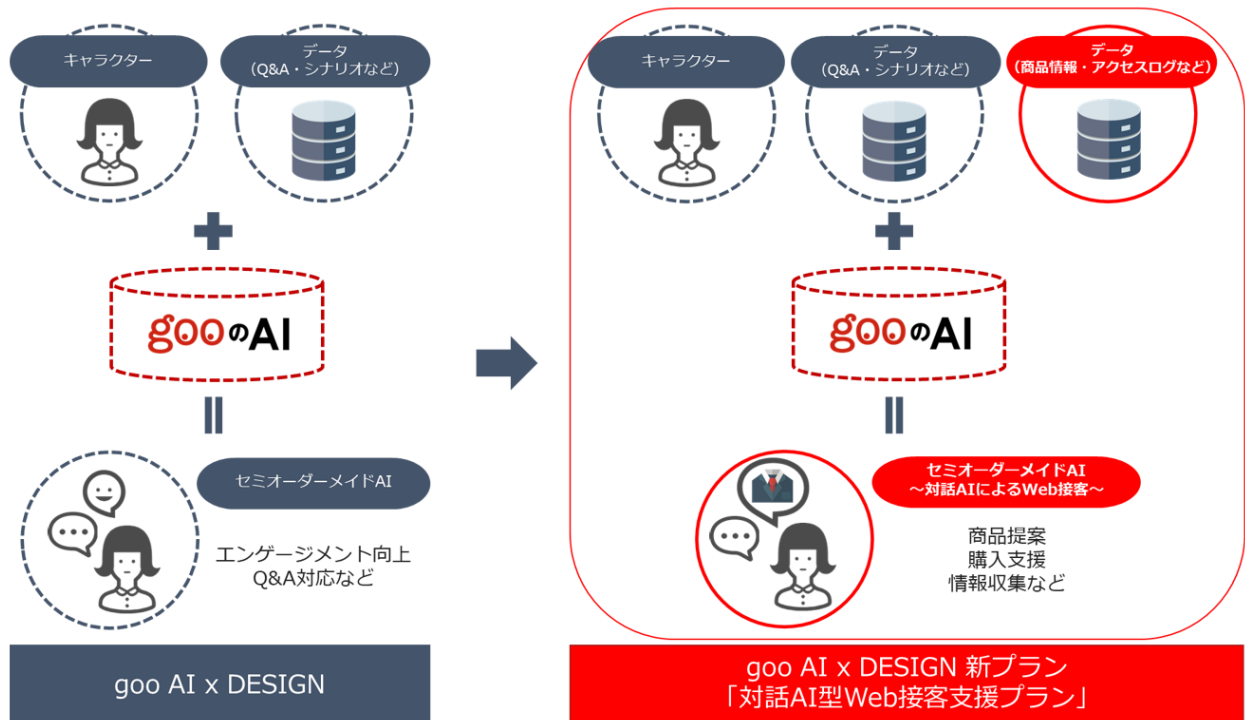 キャラクター
データ
(Q&A・シナリオなど)
gooのAI
セミオーダーメイドAI
エンゲージメント向上
Q&A対応など
goo AI x DESIGN
キャラクター
データ
(Q&A・シナリオなど)
データ
(商品情報・アクセスログなど)
gooのAI
セミオーダーメイドAI
～対話AIによるWeb接客～
商品提案
購入支援
情報収集など
goo AI x DESIGN 新プラン
「対話AI型Web接客支援プラン」